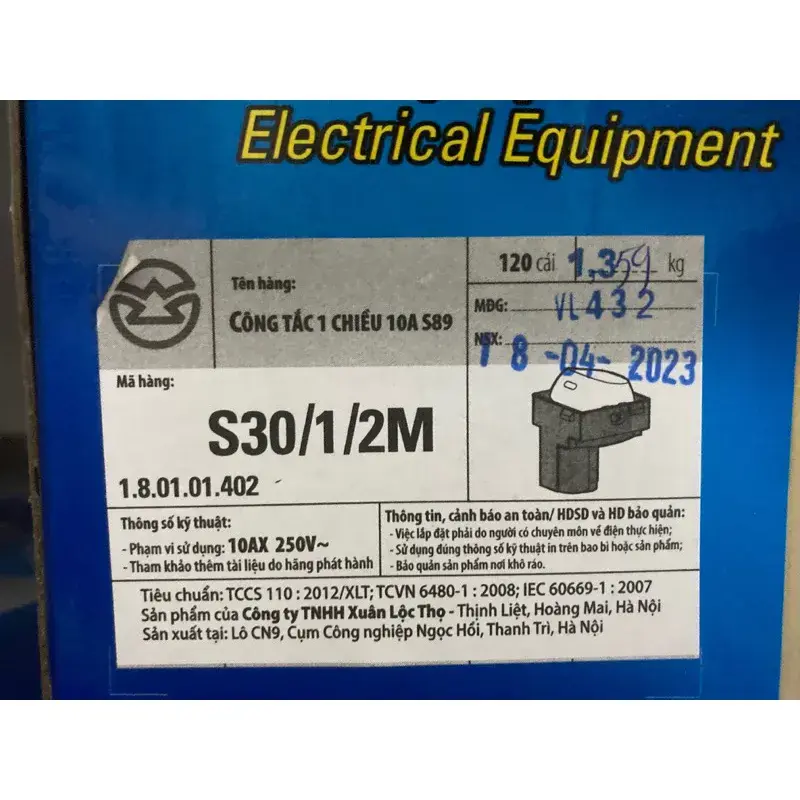 Electrical Equipment
Tên hàng:
CÔNG TẮC 1 CHIỀU 10A S89
120 cái 1,359 kg
MĐG: VL432
NSX: 18-04-2023
Mã hàng:
S30/1/2M
1.8.01.01.402
Thông số kỹ thuật:
- Phạm vi sử dụng: 10AX 250V~
- Tham khảo thêm tài liệu do hãng phát hành
Thông tin, cảnh báo an toàn/ HDSD và HD bảo quản:
- Việc lắp đặt phải do người có chuyên môn về điện thực hiện;
- Sử dụng đúng thông số kỹ thuật in trên bao bì hoặc sản phẩm;
- Bảo quản sản phẩm nơi khô ráo.
Tiêu chuẩn: TCCS 110 : 2012/XLT; TCVN 6480-1 : 2008; IEC 60669-1 : 2007
Sản phẩm của Công ty TNHH Xuân Lộc Thọ - Thịnh Liệt, Hoàng Mai, Hà Nội
Sản xuất tại: Lô CN9, Cụm Công nghiệp Ngọc Hồi, Thanh Trì, Hà Nội